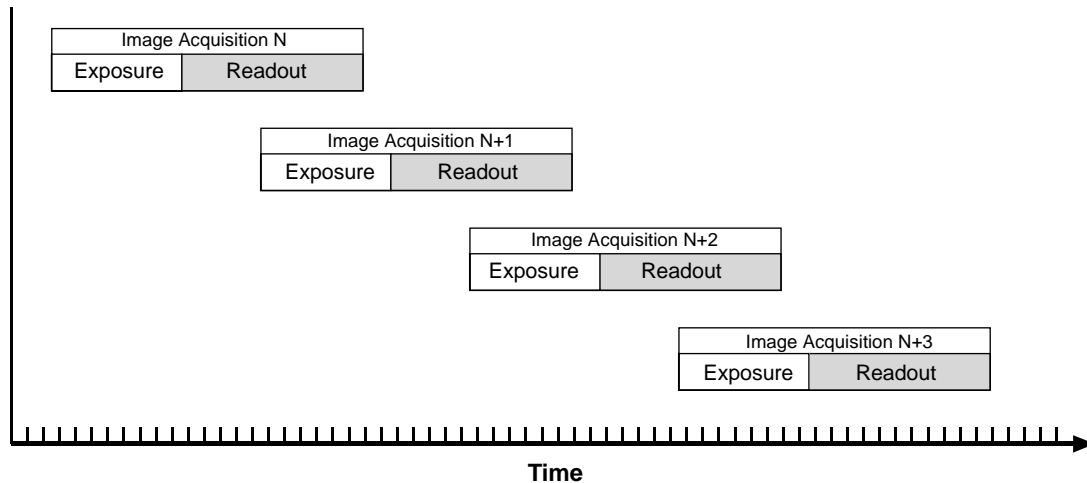 Image Acquisition N
Exposure Readout
Image Acquisition N+1
Exposure Readout
Image Acquisition N+2
Exposure Readout
Image Acquisition N+3
Exposure Readout
Time